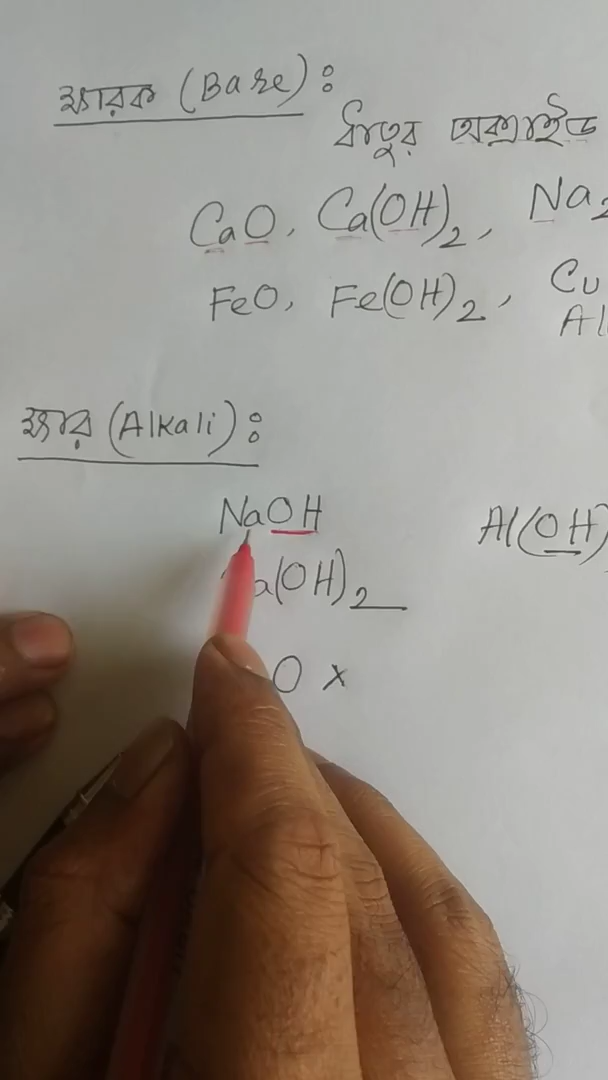 ক্ষারক (Base) :
ধাতুর অক্সাইড
CaO, Ca(OH)2, Na2
FeO, Fe(OH)2, Cu
Al
ক্ষার (Alkali) :
NaOH Al(OH)
a(OH)2
O x